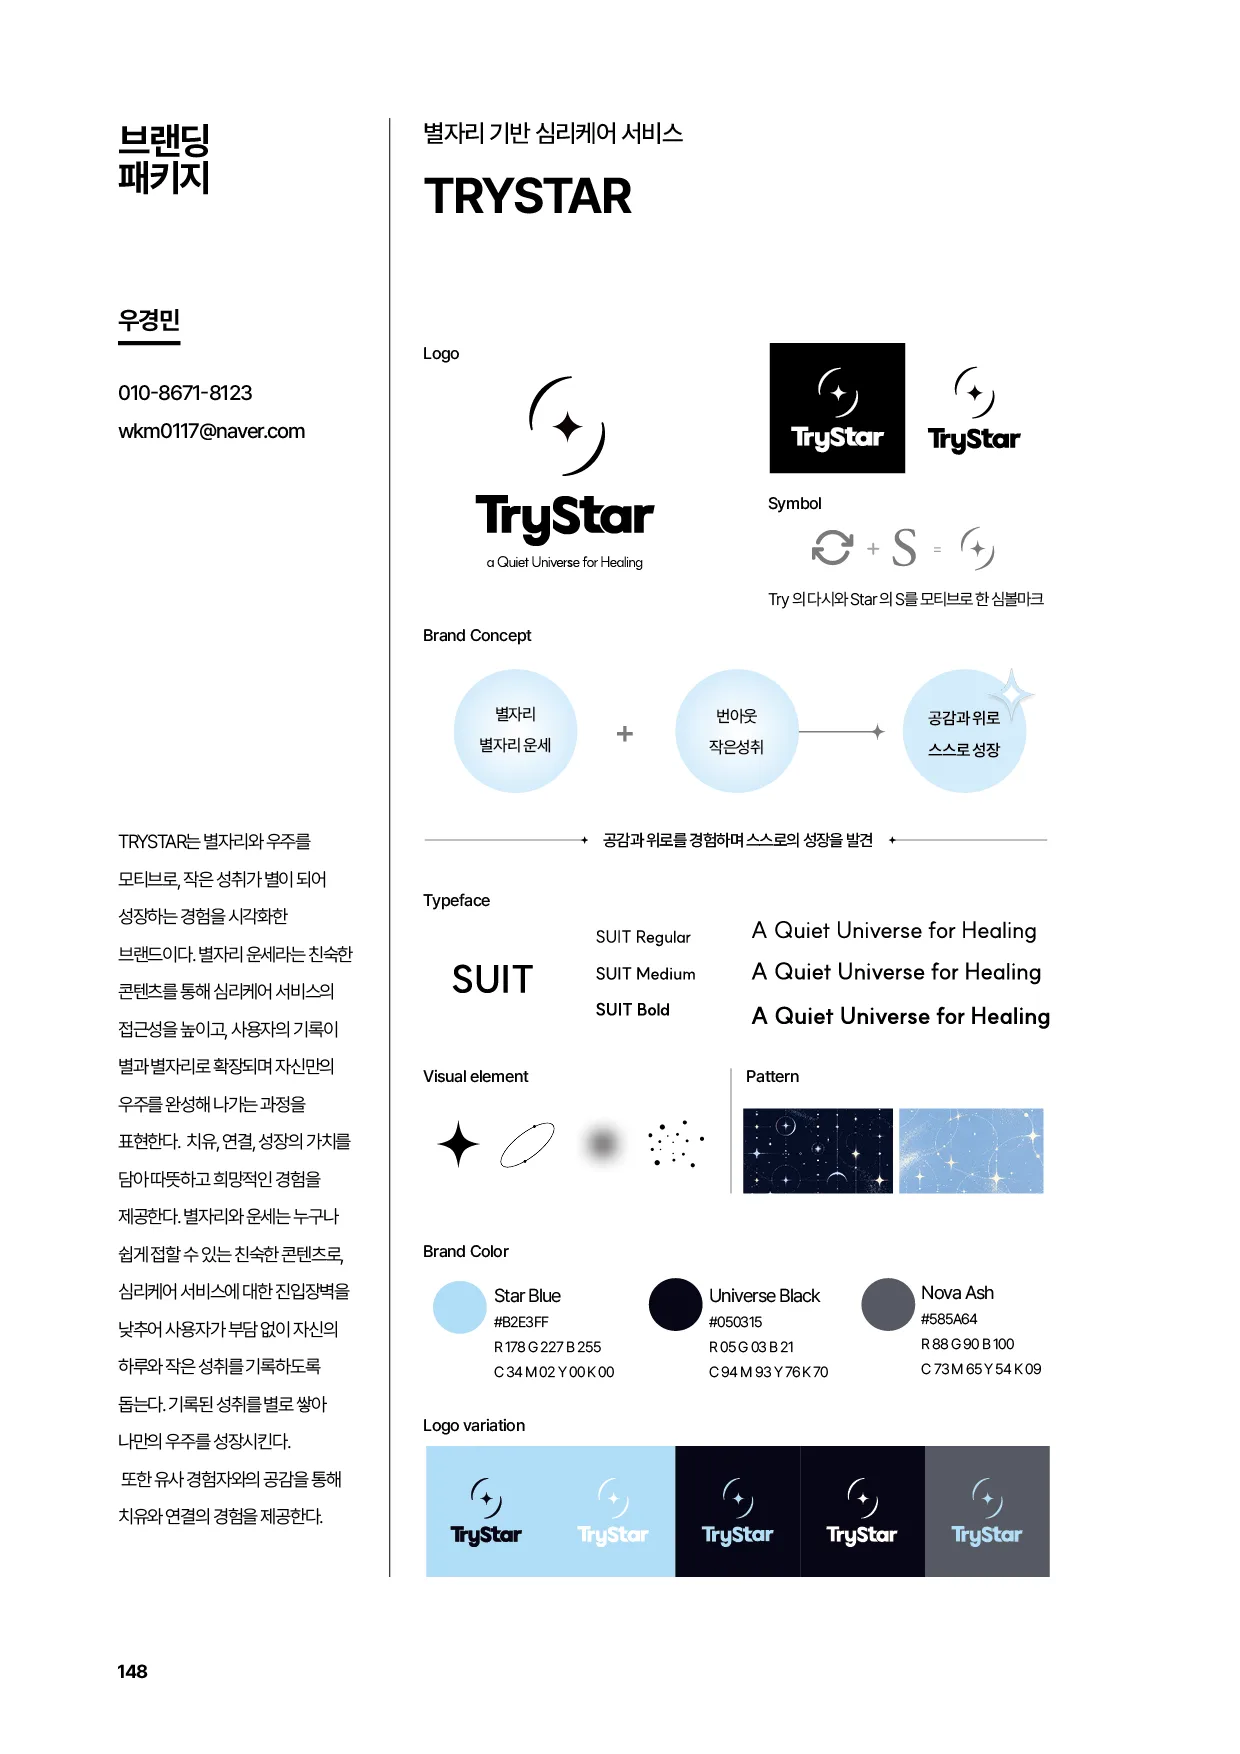 브랜딩
패키지
우경민
010-8671-8123
wkm0117@naver.com
TRYSTAR는 별자리와 우주를
모티브로, 작은 성취가 별이 되어
성장하는 경험을 시각화한
브랜드이다. 별자리 운세라는 친숙한
콘텐츠를 통해 심리케어 서비스의
접근성을 높이고, 사용자의 기록이
별과 별자리로 확장되며 자신만의
우주를 완성해 나가는 과정을
표현한다. 치유, 연결, 성장의 가치를
담아 따뜻하고 희망적인 경험을
제공한다. 별자리와 운세는 누구나
쉽게 접할 수 있는 친숙한 콘텐츠로,
심리케어 서비스에 대한 진입장벽을
낮추어 사용자가 부담 없이 자신의
하루와 작은 성취를 기록하도록
돕는다. 기록된 성취를 별로 쌓아
나만의 우주를 성장시킨다.
또한 유사 경험자와의 공감을 통해
치유와 연결의 경험을 제공한다.
148
별자리 기반 심리케어 서비스
TRYSTAR
Logo
TryStar
a Quiet Universe for Healing
TryStar
TryStar
Symbol
+ S =
Try 의 다시와 Star 의 S를 모티브로 한 심볼마크
Brand Concept
별자리
별자리 운세
+
번아웃
작은성취
공감과 위로
스스로 성장
공감과 위로를 경험하며 스스로의 성장을 발견
Typeface
SUIT
SUIT Regular
SUIT Medium
SUIT Bold
A Quiet Universe for Healing
A Quiet Universe for Healing
A Quiet Universe for Healing
Visual element
Pattern
Brand Color
Star Blue
#B2E3FF
R 178 G 227 B 255
C 34 M 02 Y 00 K 00
Universe Black
#050315
R 05 G 03 B 21
C 94 M 93 Y 76 K 70
Nova Ash
#585A64
R 88 G 90 B 100
C 73 M 65 Y 54 K 09
Logo variation
TryStar
TryStar
TryStar
TryStar
TryStar